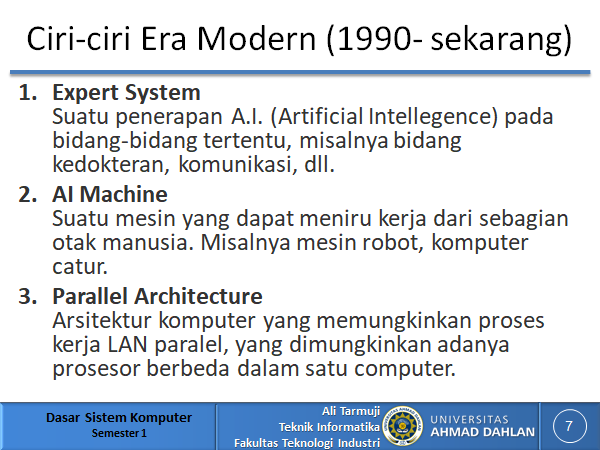 Ciri-ciri Era Modern (1990- sekarang)
1. Expert System
Suatu penerapan A.I. (Artificial Intellegence) pada
bidang-bidang tertentu, misalnya bidang
kedokteran, komunikasi, dll.
2. AI Machine
Suatu mesin yang dapat meniru kerja dari sebagian
otak manusia. Misalnya mesin robot, komputer
catur.
3. Parallel Architecture
Arsitektur komputer yang memungkinkan proses
kerja LAN paralel, yang dimungkinkan adanya
prosesor berbeda dalam satu computer.
Dasar Sistem Komputer
Semester 1
Ali Tarmuji
Teknik Informatika
Fakultas Teknologi Industri
UNIVERSITAS
AHMAD DAHLAN
7